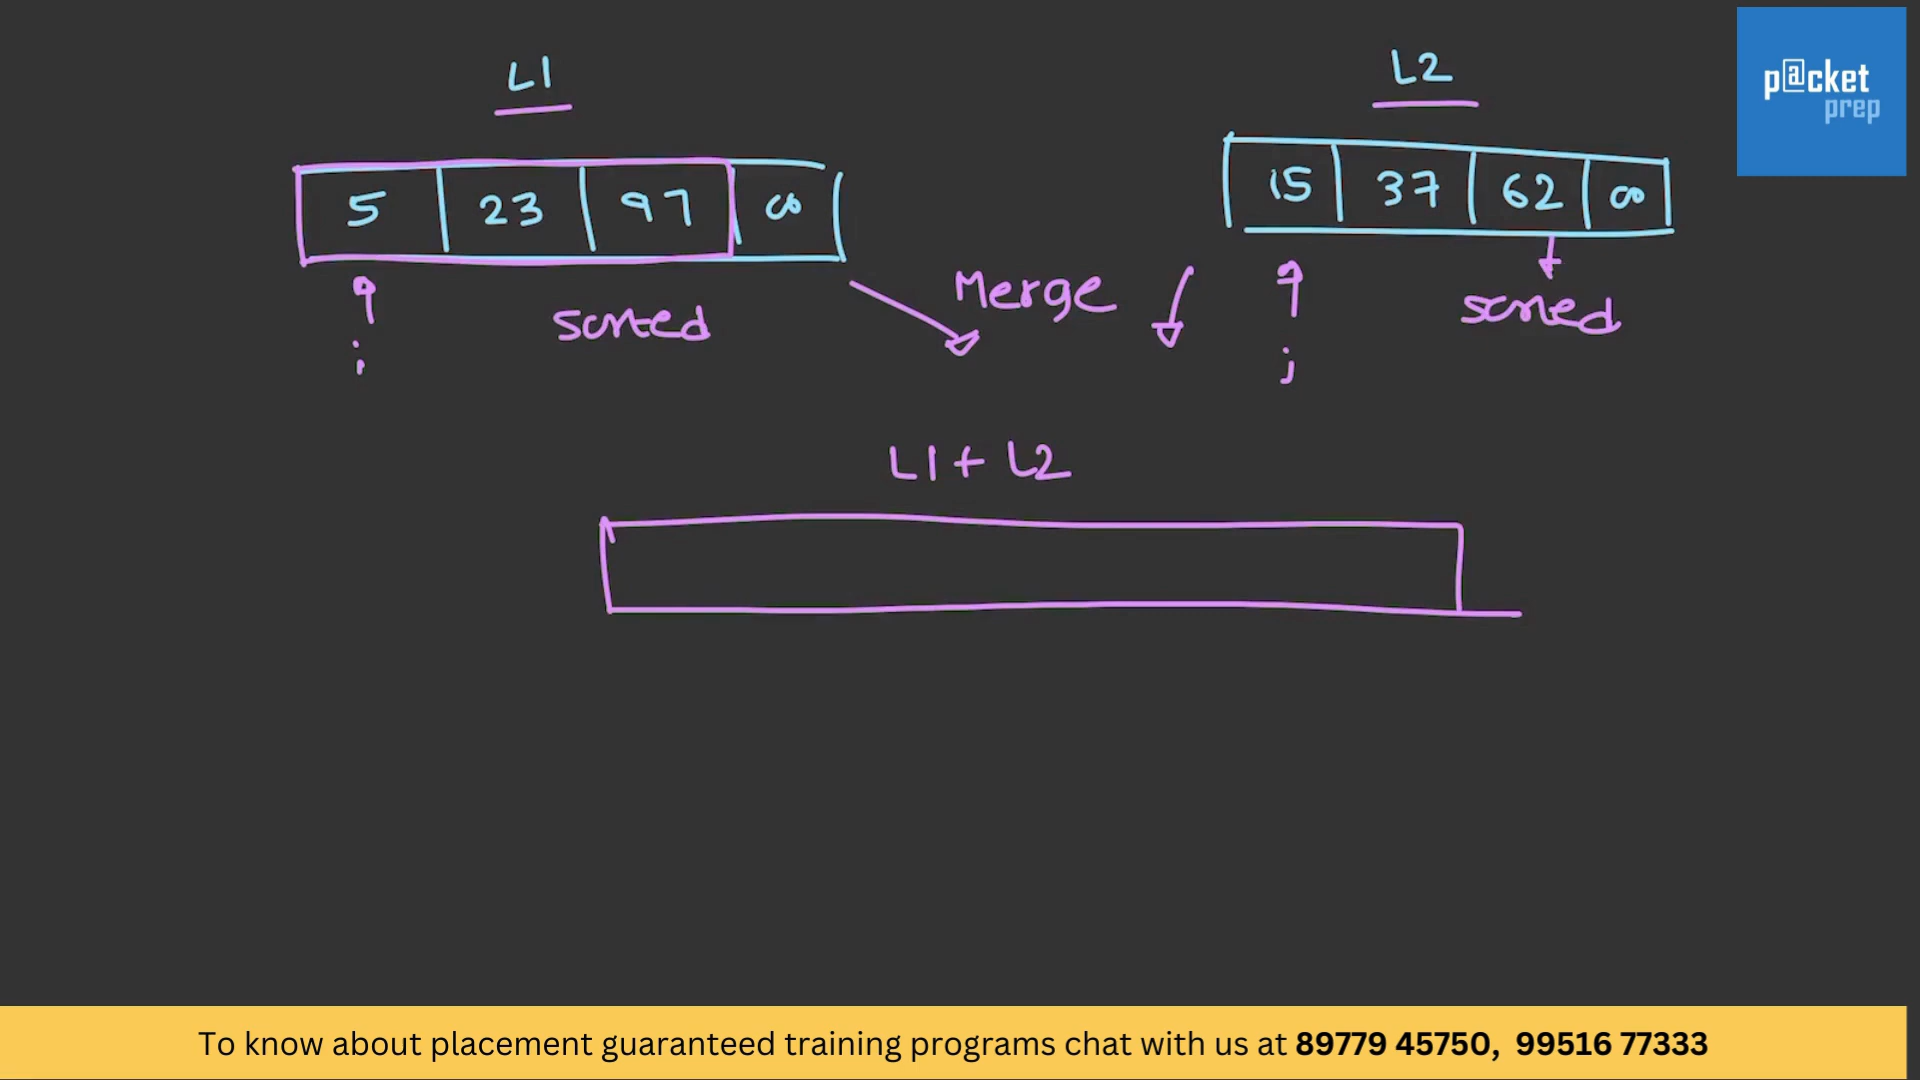 L1
L2
p@cket
prep
5 23 97 ∞
15 37 62 ∞
Merge
sorted
sorted
i
j
L1 + L2
To know about placement guaranteed training programs chat with us at 89779 45750, 99516 77333